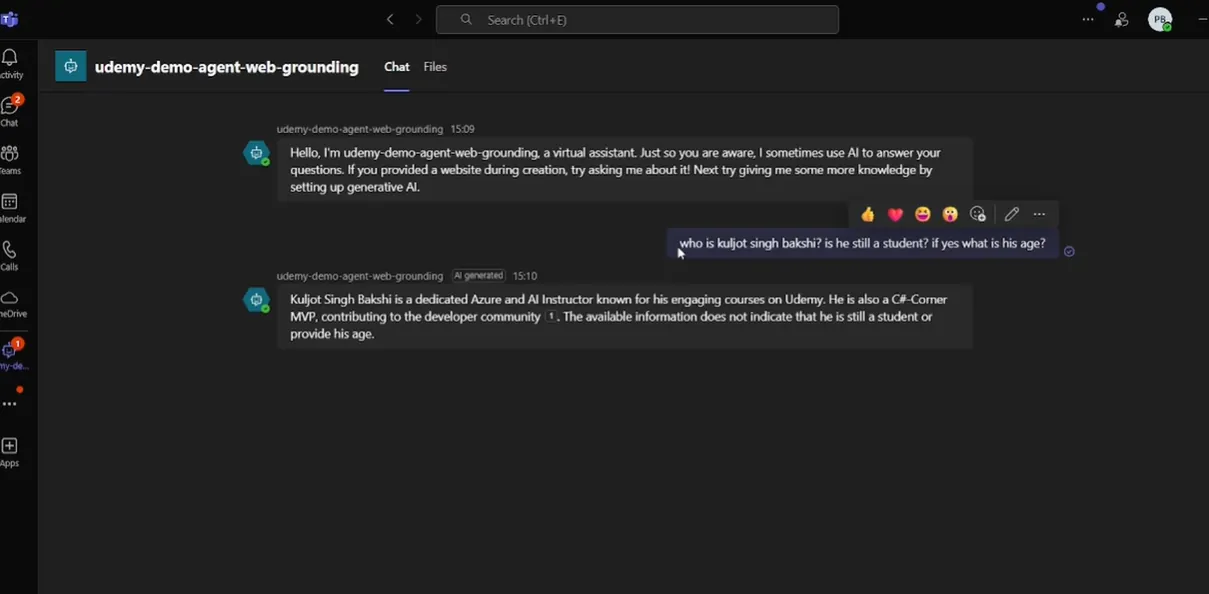 Search (Ctrl+E)
PB
udemy-demo-agent-web-grounding
Chat
Files
ctivity
2
Chat
eams
lendar
Calls
neDrive
1
my-de...
Apps
udemy-demo-agent-web-grounding 15:09
Hello, I'm udemy-demo-agent-web-grounding, a virtual assistant. Just so you are aware, I sometimes use AI to answer your
questions. If you provided a website during creation, try asking me about it! Next try giving me some more knowledge by
setting up generative AI.
who is kuljot singh bakshi? is he still a student? if yes what is his age?
udemy-demo-agent-web-grounding AI generated 15:10
Kuljot Singh Bakshi is a dedicated Azure and AI Instructor known for his engaging courses on Udemy. He is also a C#-Corner
MVP, contributing to the developer community 1 . The available information does not indicate that he is still a student or
provide his age.